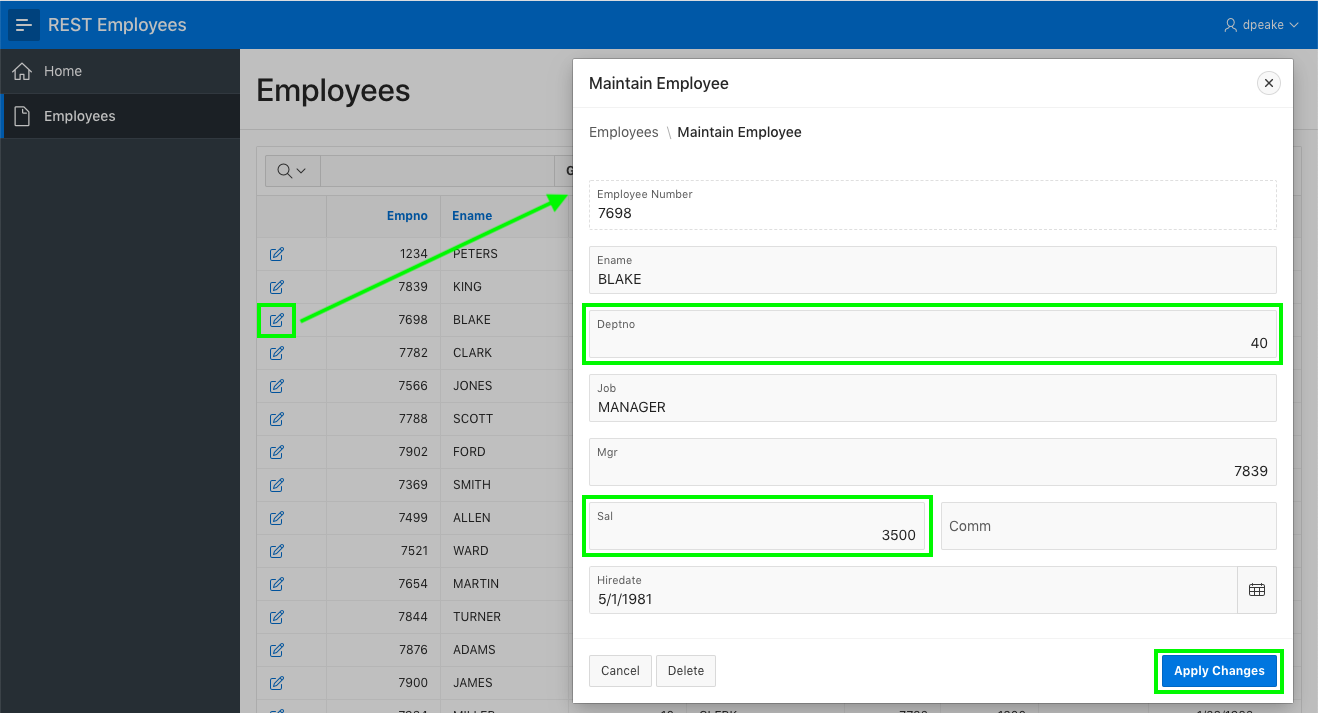 REST Employees
dpeake
Home
Employees
Employees
Empno Ename
1234 PETERS
7839 KING
7698 BLAKE
7782 CLARK
7566 JONES
7788 SCOTT
7902 FORD
7369 SMITH
7499 ALLEN
7521 WARD
7654 MARTIN
7844 TURNER
7876 ADAMS
7900 JAMES
Maintain Employee
Employees \ Maintain Employee
Employee Number
7698
Ename
BLAKE
Deptno
40
Job
MANAGER
Mgr
7839
Sal
3500
Comm
Hiredate
5/1/1981
Cancel Delete Apply Changes